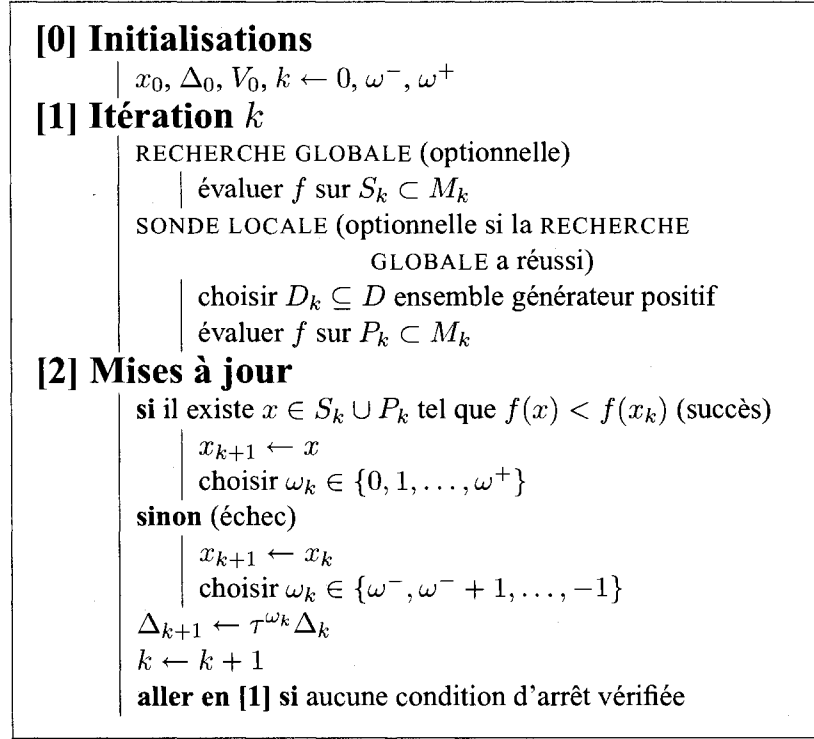 [0] Initialisations
x_0, Δ_0, V_0, k ← 0, ω^-, ω^+
[1] Itération k
RECHERCHE GLOBALE (optionnelle)
évaluer f sur S_k ⊂ M_k
SONDE LOCALE (optionnelle si la RECHERCHE
GLOBALE a réussi)
choisir D_k ⊆ D ensemble générateur positif
évaluer f sur P_k ⊂ M_k
[2] Mises à jour
si il existe x ∈ S_k ∪ P_k tel que f(x) < f(x_k) (succès)
x_{k+1} ← x
choisir ω_k ∈ {0, 1, . . . , ω^+}
sinon (échec)
x_{k+1} ← x_k
choisir ω_k ∈ {ω^-, ω^- + 1, . . . , −1}
Δ_{k+1} ← τ^{ω_k} Δ_k
k ← k + 1
aller en [1] si aucune condition d'arrêt vérifiée